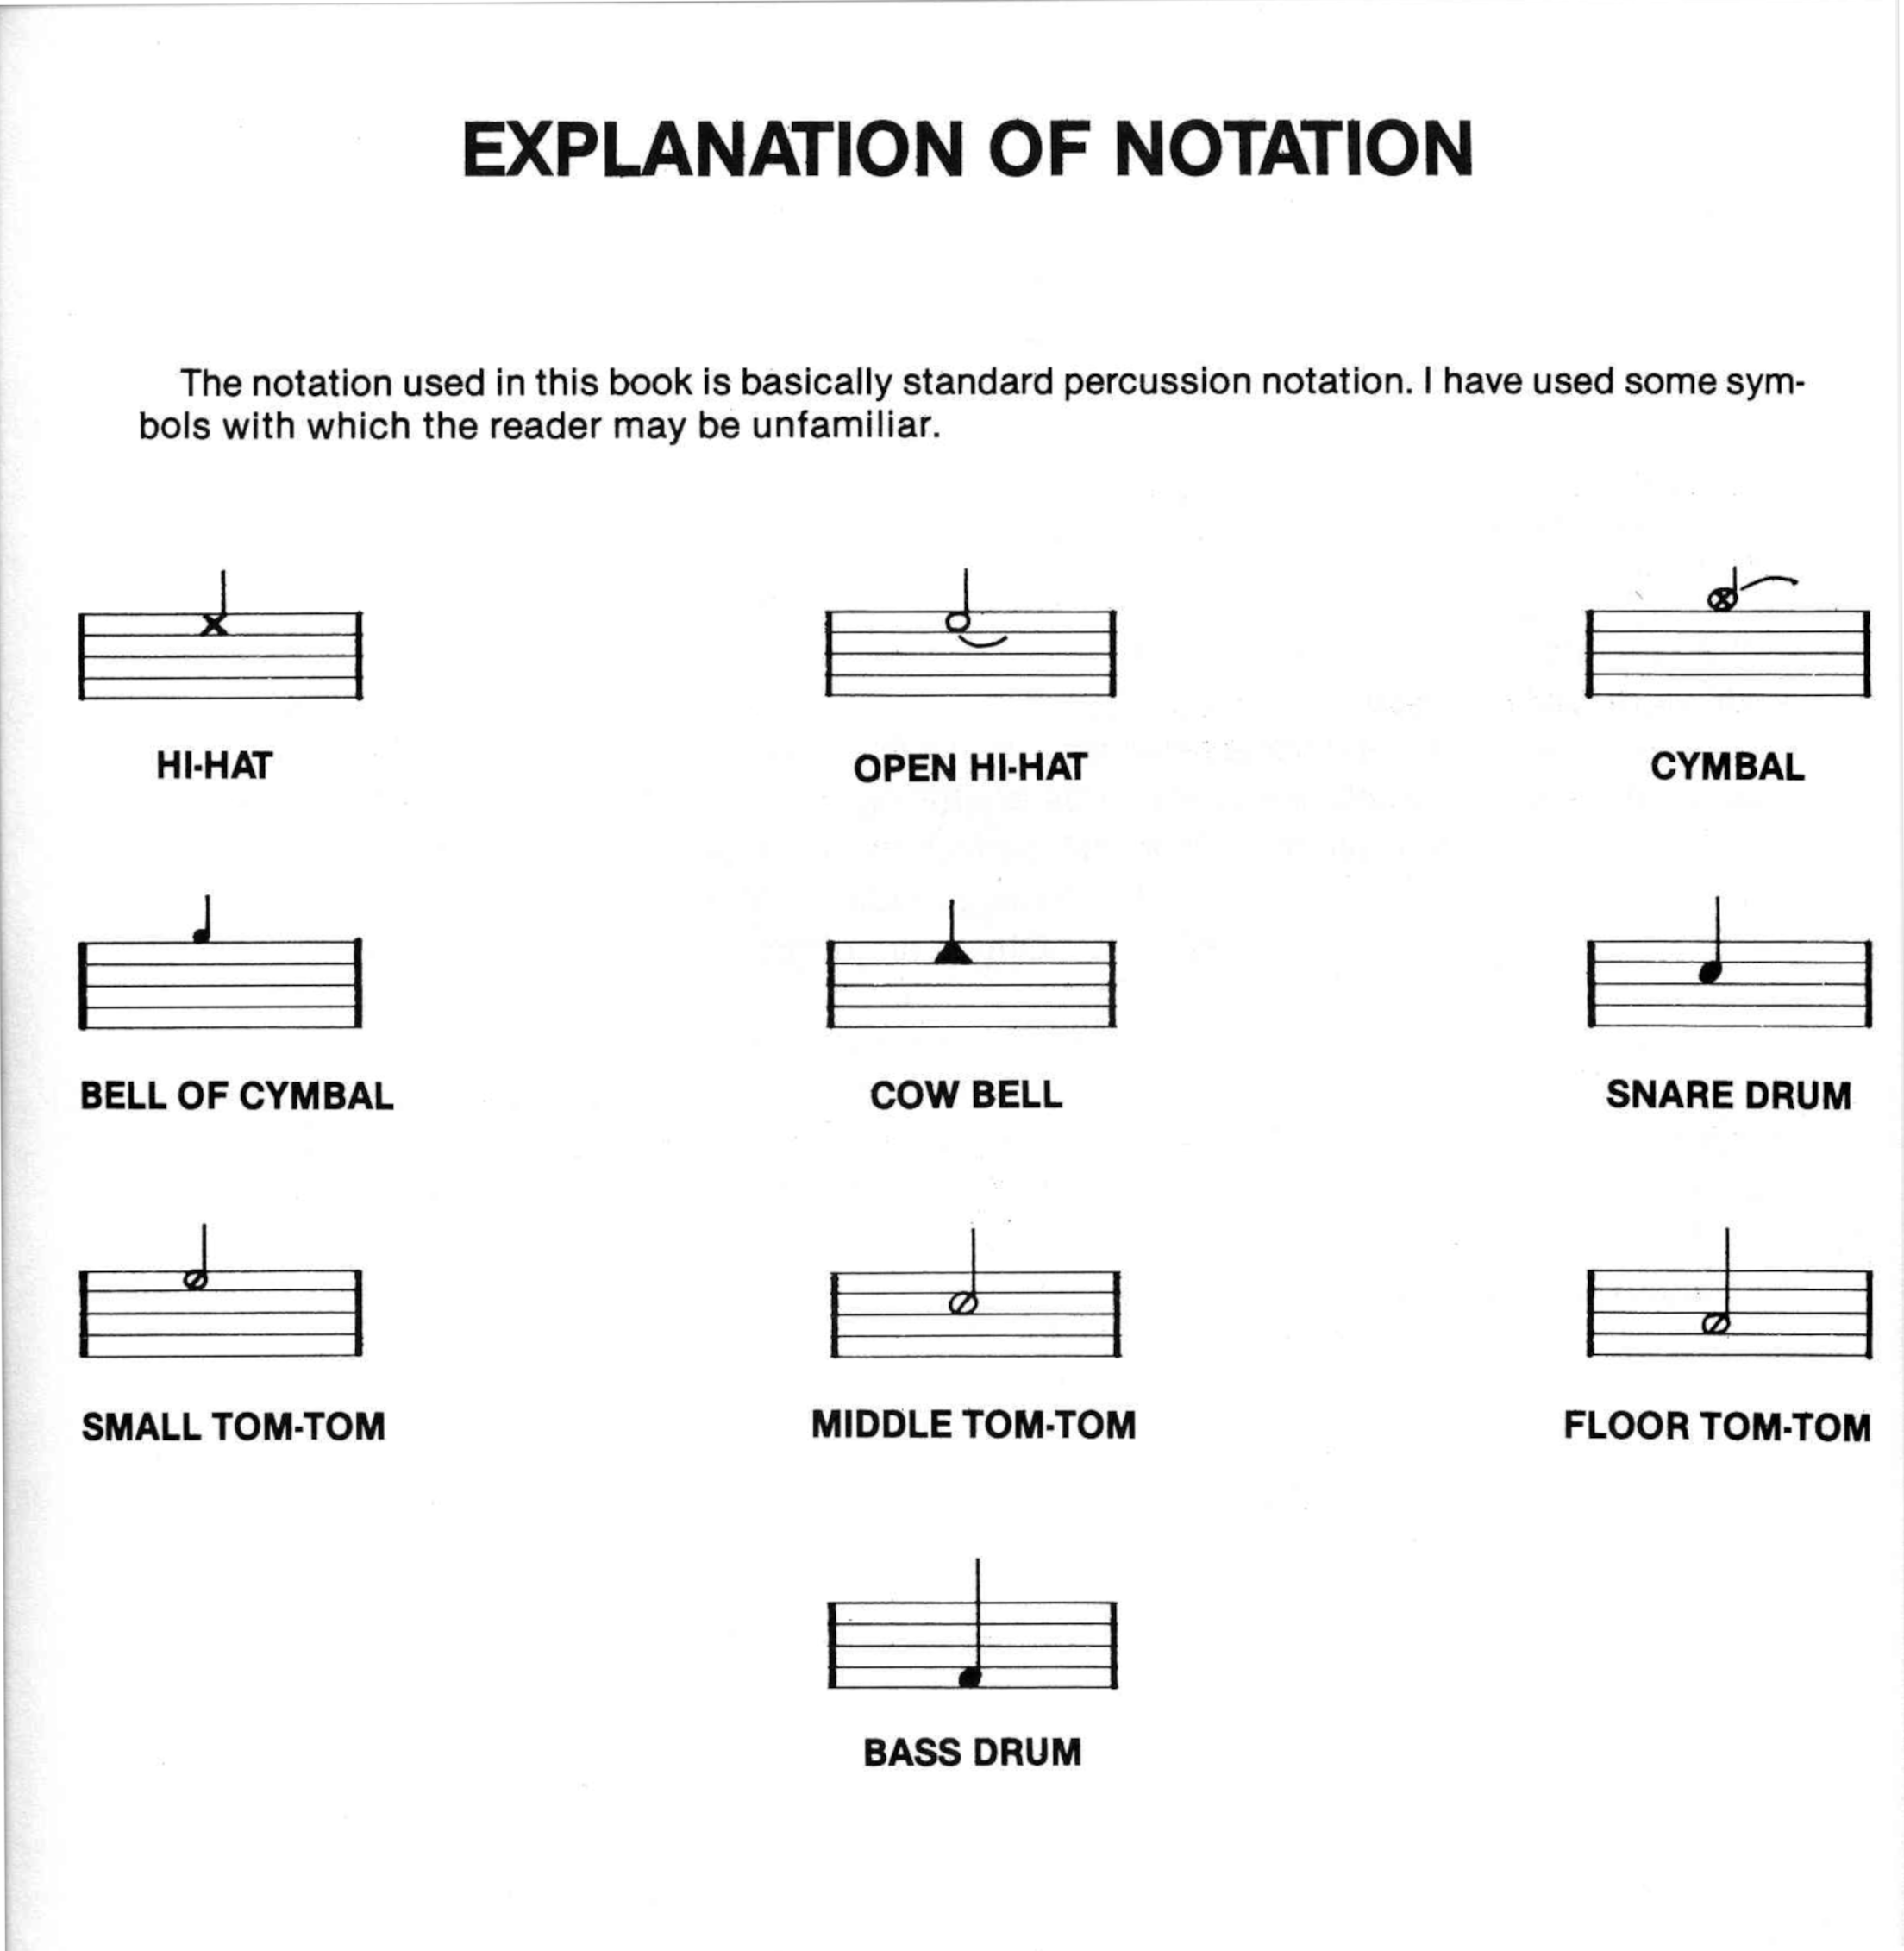 EXPLANATION OF NOTATION
The notation used in this book is basically standard percussion notation. I have used some sym-
bols with which the reader may be unfamiliar.
HI-HAT
OPEN HI-HAT
CYMBAL
BELL OF CYMBAL
COW BELL
SNARE DRUM
SMALL TOM-TOM
MIDDLE TOM-TOM
FLOOR TOM-TOM
BASS DRUM